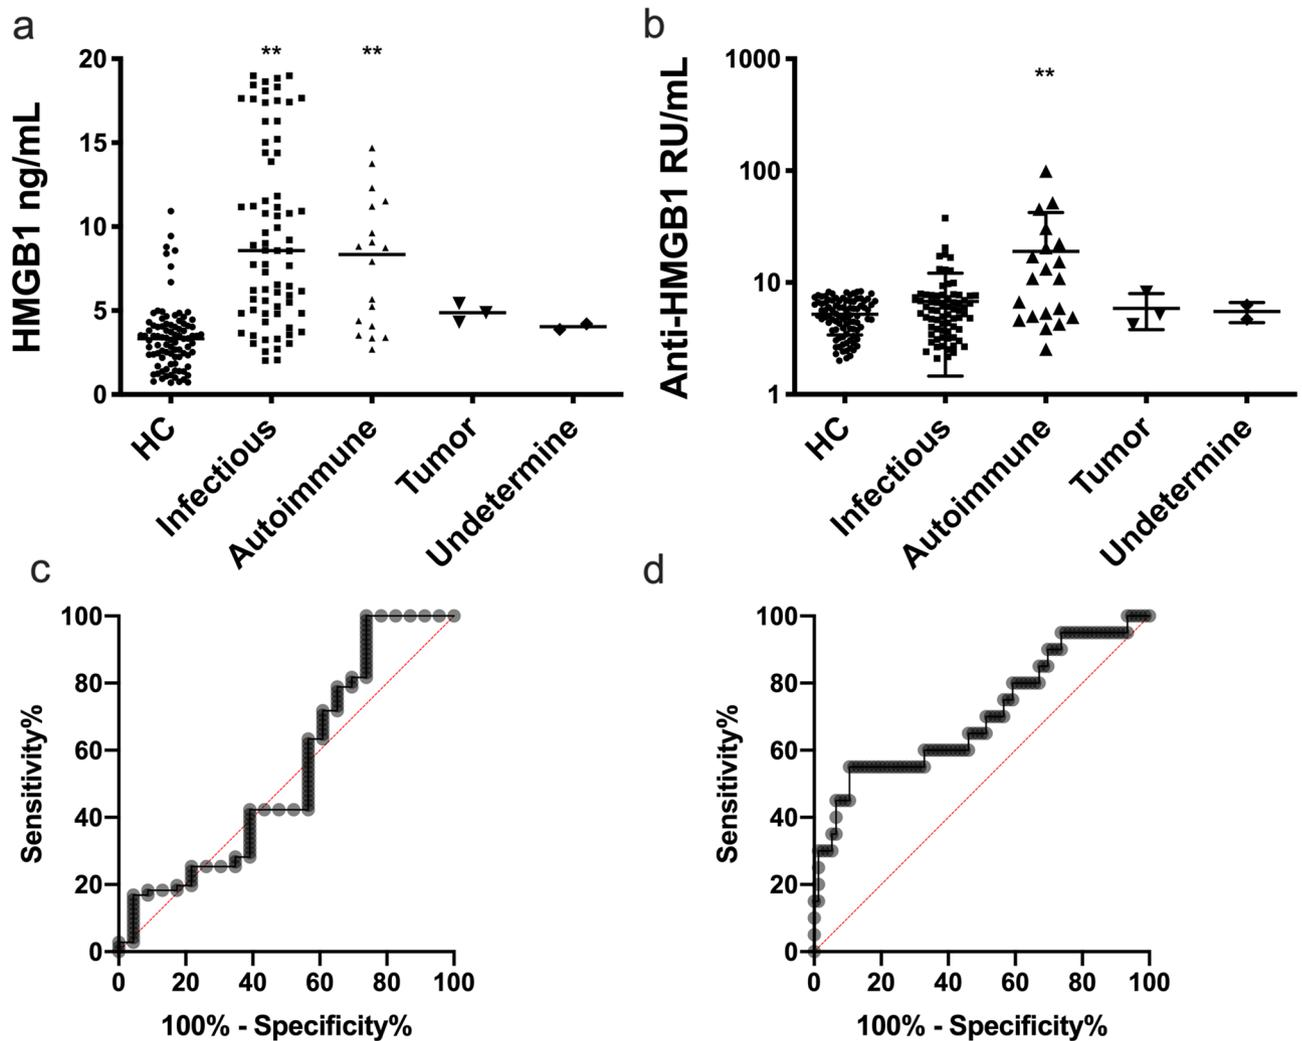 a
HMGB1 ng/mL
20
15
10
5
0
**
**
HC
Infectious
Autoimmune
Tumor
Undetermine
b
Anti-HMGB1 RU/mL
1000
100
10
1
**
HC
Infectious
Autoimmune
Tumor
Undetermine
c
Sensitivity%
100
80
60
40
20
0
0 20 40 60 80 100
100% - Specificity%
d
Sensitivity%
100
80
60
40
20
0
0 20 40 60 80 100
100% - Specificity%